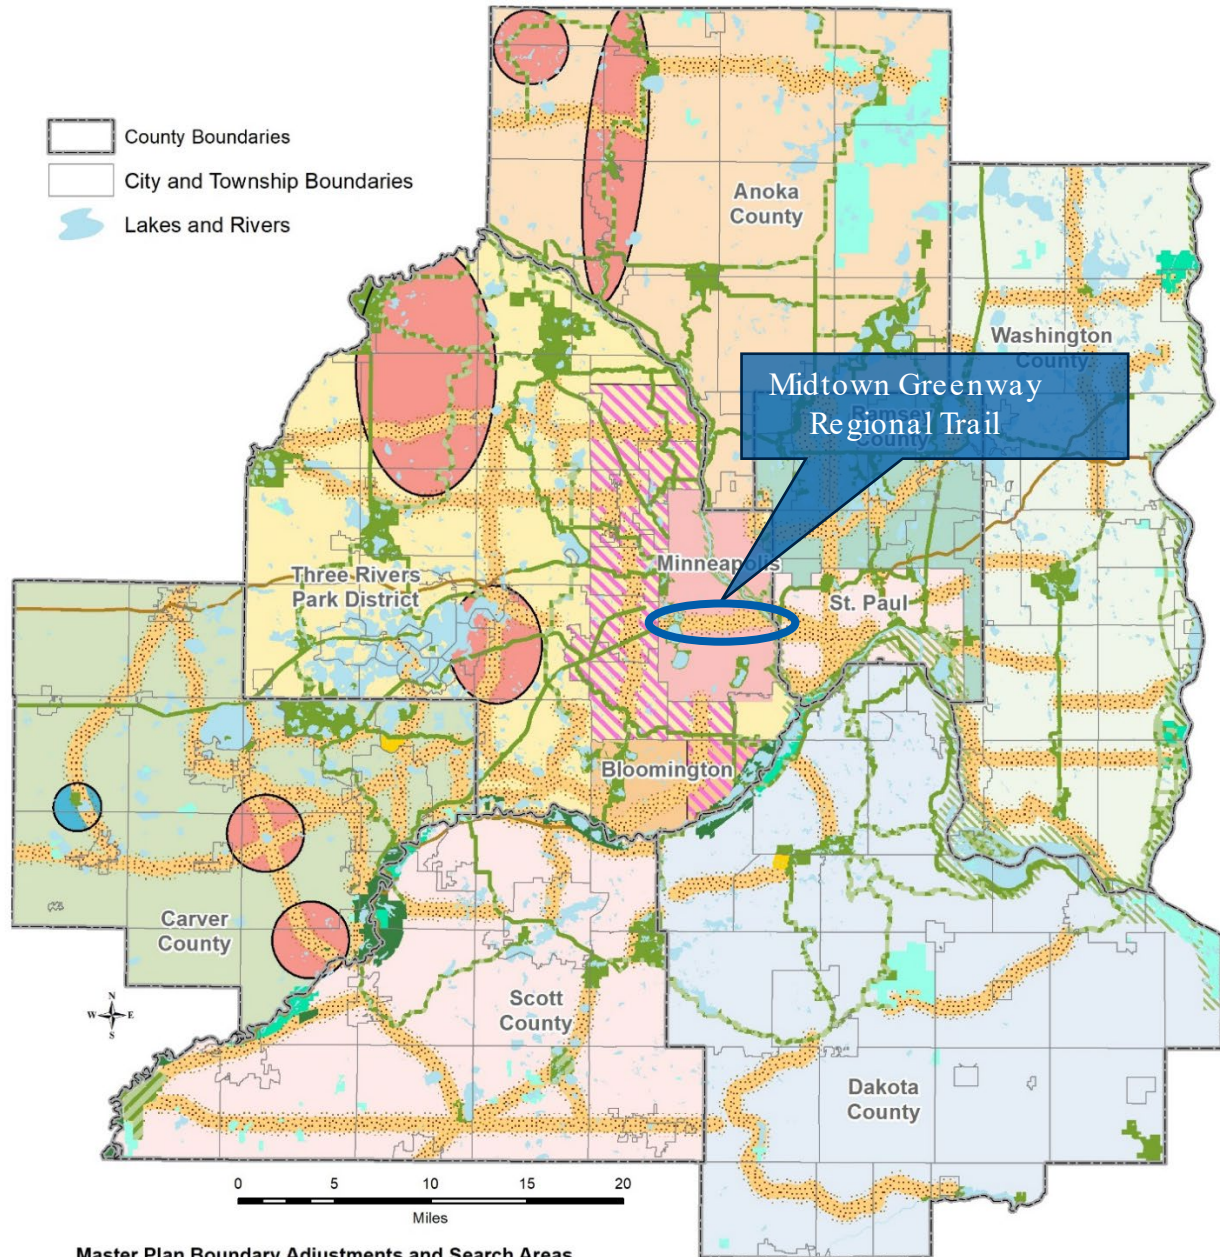 County Boundaries
City and Township Boundaries
Lakes and Rivers
Anoka
County
Washington
County
Midtown Greenway
Regional Trail
Ramsey
County
Minneapolis
Three Rivers
Park District
St. Paul
Bloomington
Carver
County
N
W E
S
Scott
County
Dakota
County
0 5 10 15 20
Miles
Master Plan Boundary Adjustments and Search Areas